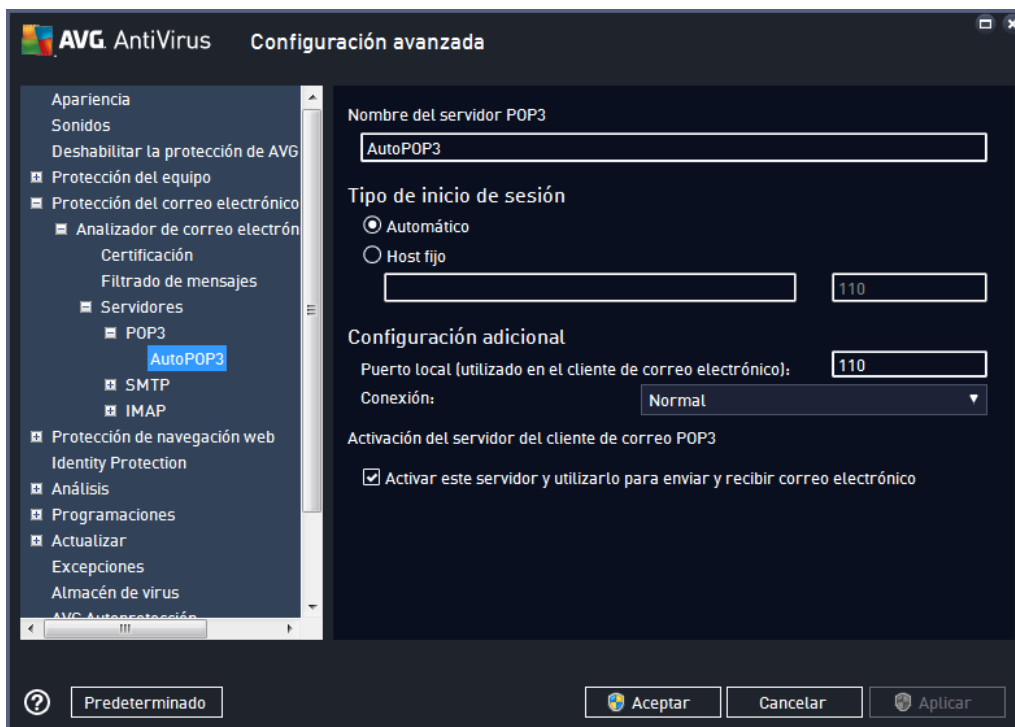 AVG AntiVirus Configuración avanzada
Apariencia
Sonidos
Deshabilitar la protección de AVG
Protección del equipo
Protección del correo electrónico
Analizador de correo electrón
Certificación
Filtrado de mensajes
Servidores
POP3
AutoPOP3
SMTP
IMAP
Protección de navegación web
Identity Protection
Análisis
Programaciones
Actualizar
Excepciones
Almacén de virus
AVG Autoprotección
Nombre del servidor POP3
AutoPOP3
Tipo de inicio de sesión
Automático
Host fijo
110
Configuración adicional
Puerto local (utilizado en el cliente de correo electrónico): 110
Conexión: Normal
Activación del servidor del cliente de correo POP3
Activar este servidor y utilizarlo para enviar y recibir correo electrónico
Predeterminado
Aceptar
Cancelar
Aplicar